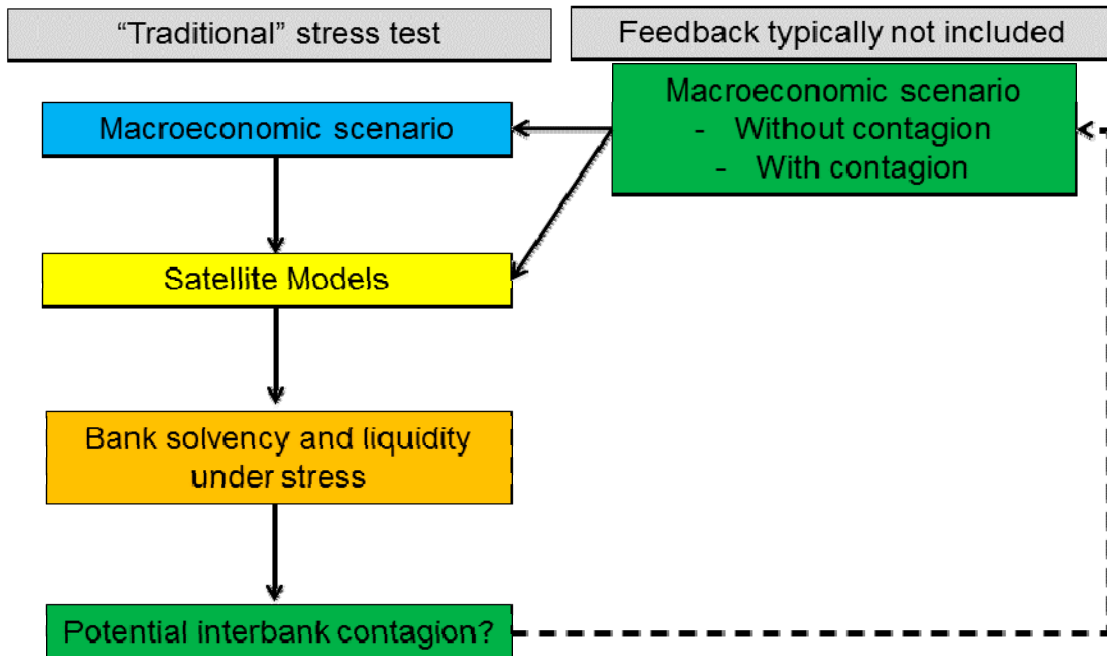 “Traditional” stress test
Feedback typically not included
Macroeconomic scenario
Macroeconomic scenario
- Without contagion
- With contagion
Satellite Models
Bank solvency and liquidity
under stress
Potential interbank contagion?